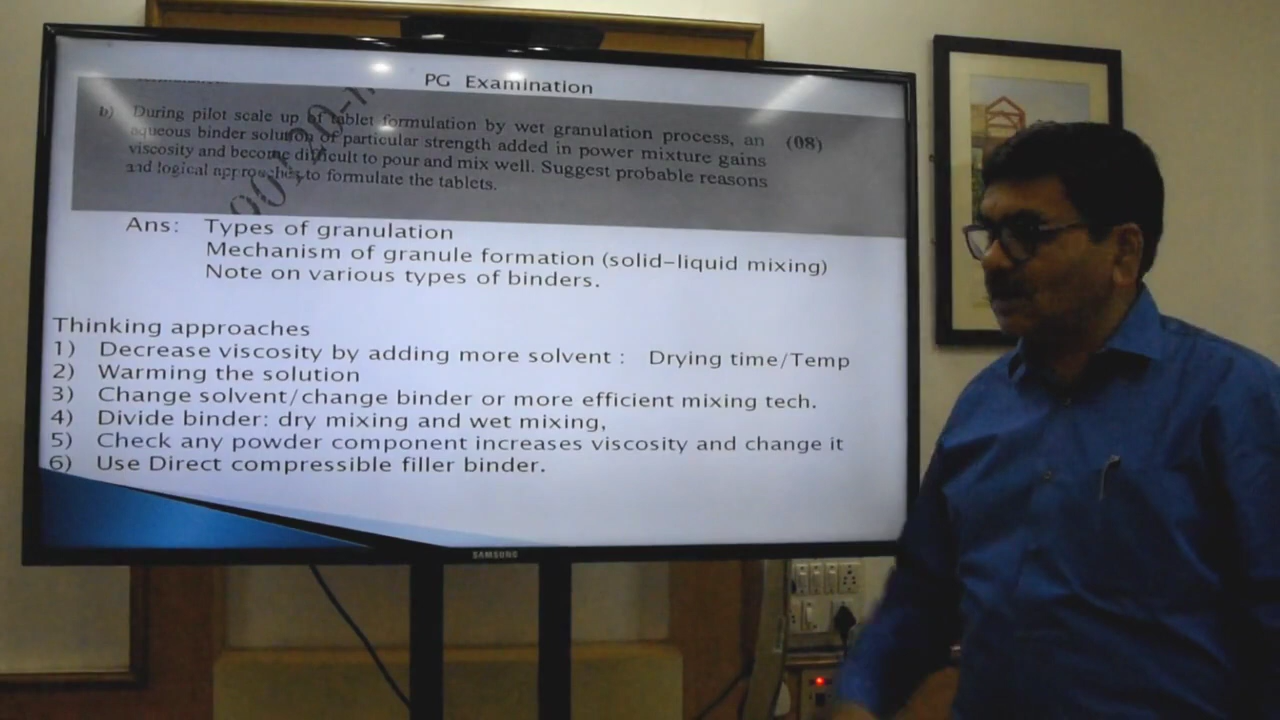 PG Examination
b) During pilot scale up of tablet formulation by wet granulation process, an (08)
aqueous binder solution of particular strength added in power mixture gains
viscosity and become difficult to pour and mix well. Suggest probable reasons
and logical approaches to formulate the tablets.
Ans: Types of granulation
Mechanism of granule formation (solid-liquid mixing)
Note on various types of binders.
Thinking approaches
1) Decrease viscosity by adding more solvent : Drying time/Temp
2) Warming the solution
3) Change solvent/change binder or more efficient mixing tech.
4) Divide binder: dry mixing and wet mixing,
5) Check any powder component increases viscosity and change it
6) Use Direct compressible filler binder.
SAMSUNG